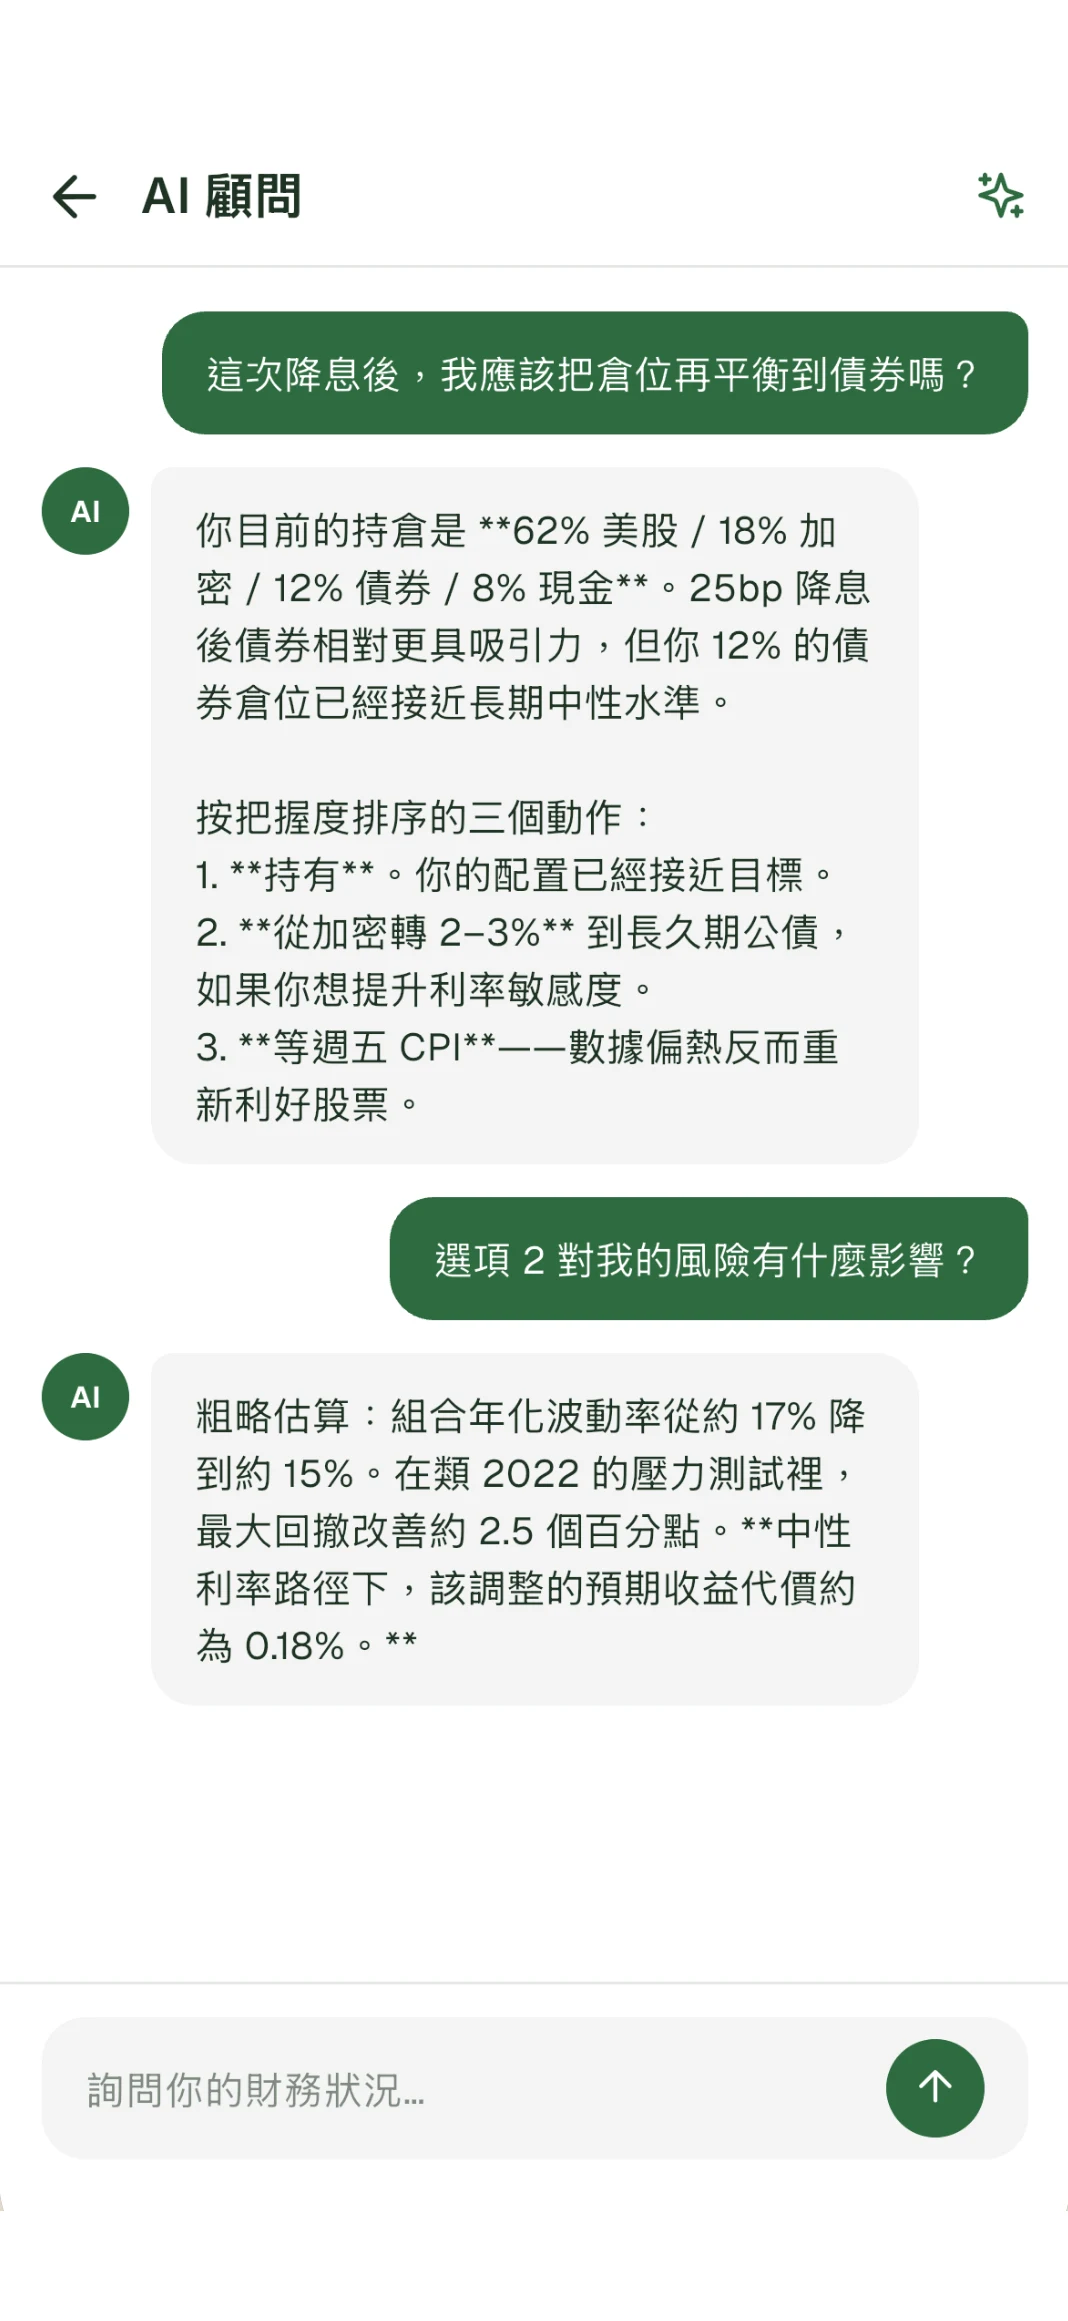 AI 顧問
這次降息後，我應該把倉位再平衡到債券嗎？
AI
你目前的持倉是 **62% 美股 / 18% 加
密 / 12% 債券 / 8% 現金**。25bp 降息
後債券相對更具吸引力，但你 12% 的債
券倉位已經接近長期中性水準。
按把握度排序的三個動作：
1. **持有**。你的配置已經接近目標。
2. **從加密轉 2–3%** 到長久期公債，
如果你想提升利率敏感度。
3. **等週五 CPI**——數據偏熱反而重
新利好股票。
選項 2 對我的風險有什麼影響？
AI
粗略估算：組合年化波動率從約 17% 降
到約 15%。在類 2022 的壓力測試裡，
最大回撤改善約 2.5 個百分點。**中性
利率路徑下，該調整的預期收益代價約
為 0.18%。**
詢問你的財務狀況…